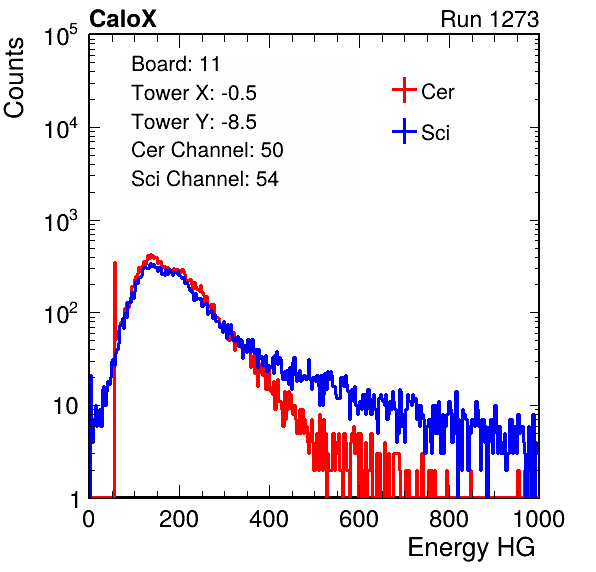 CaloX Run 1273
Counts
10^5
10^4
10^3
10^2
10
1
Board: 11
Tower X: -0.5
Tower Y: -8.5
Cer Channel: 50
Sci Channel: 54
Cer
Sci
0 200 400 600 800 1000
Energy HG